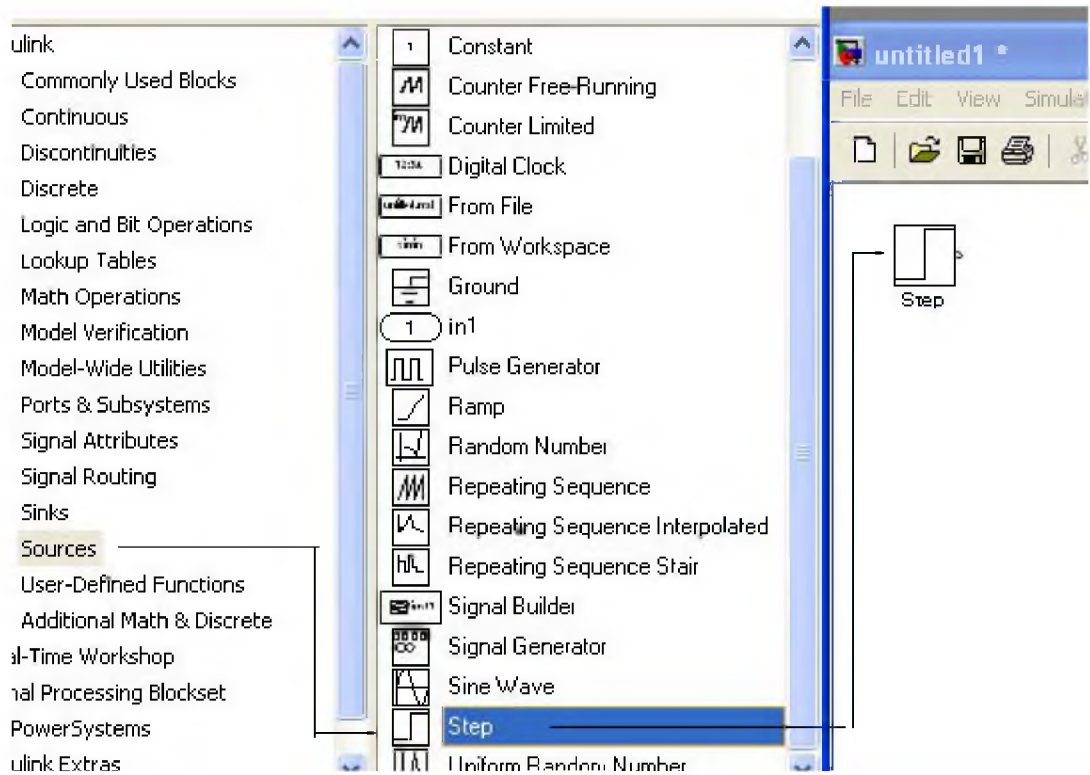 ulink
Commonly Used Blocks
Continuous
Discontinuities
Discrete
Logic and Bit Operations
Lookup Tables
Math Operations
Model Verification
Model-Wide Utilities
Ports & Subsystems
Signal Attributes
Signal Routing
Sinks
Sources
User-Defined Functions
Additional Math & Discrete
al-Time Workshop
nal Processing Blockset
PowerSystems
ulink Extras
1 Constant
Counter Free-Running
Counter Limited
Digital Clock
From File
From Workspace
Ground
1 in1
Pulse Generator
Ramp
Random Number
Repeating Sequence
Repeating Sequence Interpolated
Repeating Sequence Stair
Signal Builder
Signal Generator
Sine Wave
Step
Uniform Random Number
untitled1 *
File Edit View Simulat
Step